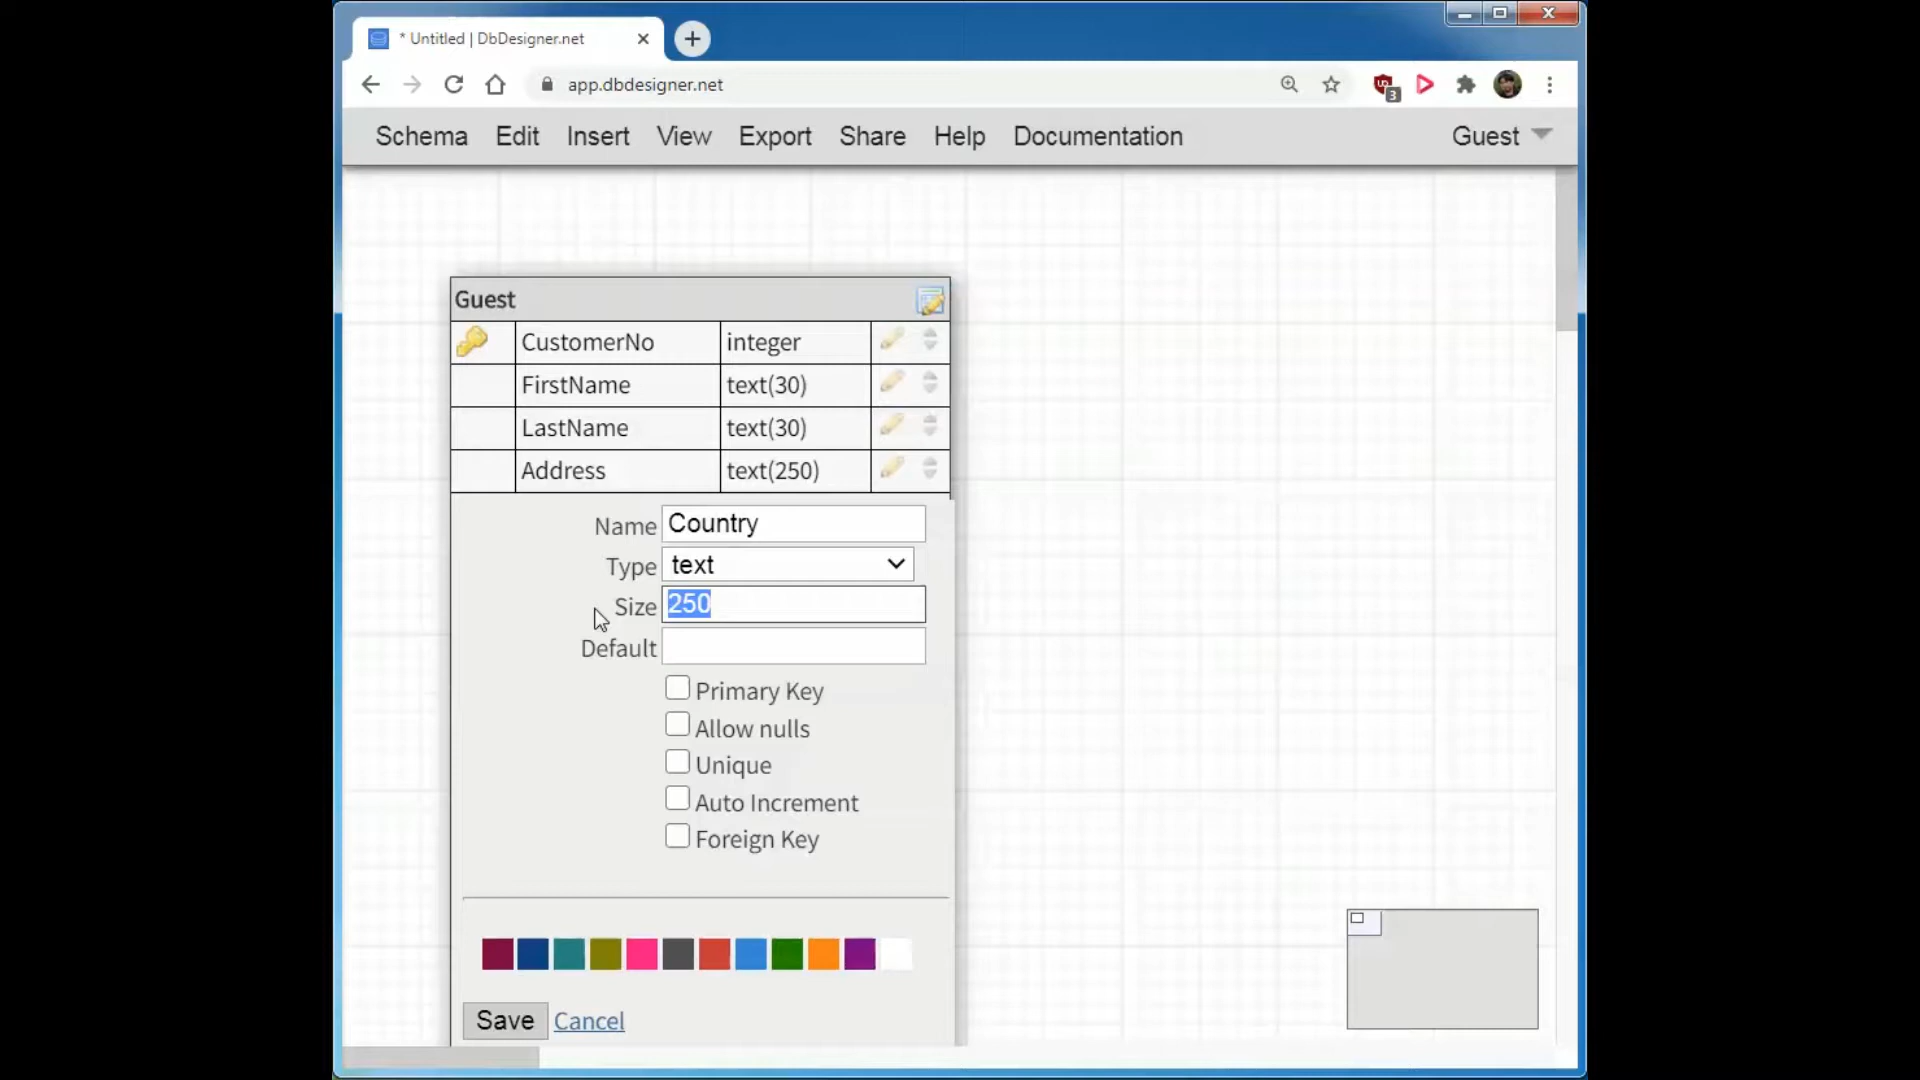 * Untitled | DbDesigner.net
app.dbdesigner.net
3
Schema Edit Insert View Export Share Help Documentation Guest
Guest
CustomerNo integer
FirstName text(30)
LastName text(30)
Address text(250)
Name Country
Type text
Size 250
Default
Primary Key
Allow nulls
Unique
Auto Increment
Foreign Key
Save Cancel